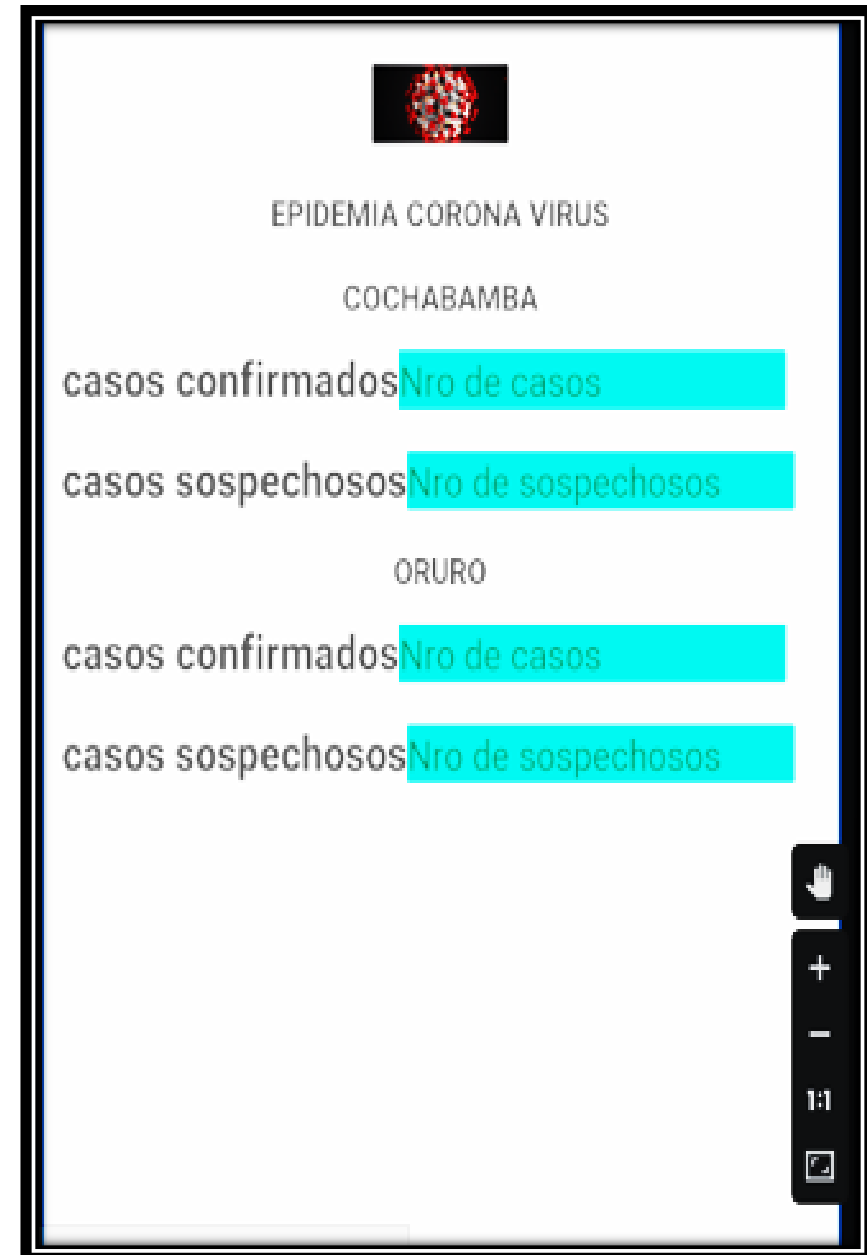 EPIDEMIA CORONA VIRUS
COCHABAMBA
casos confirmados Nro de casos
casos sospechosos Nro de sospechosos
ORURO
casos confirmados Nro de casos
casos sospechosos Nro de sospechosos
1:1